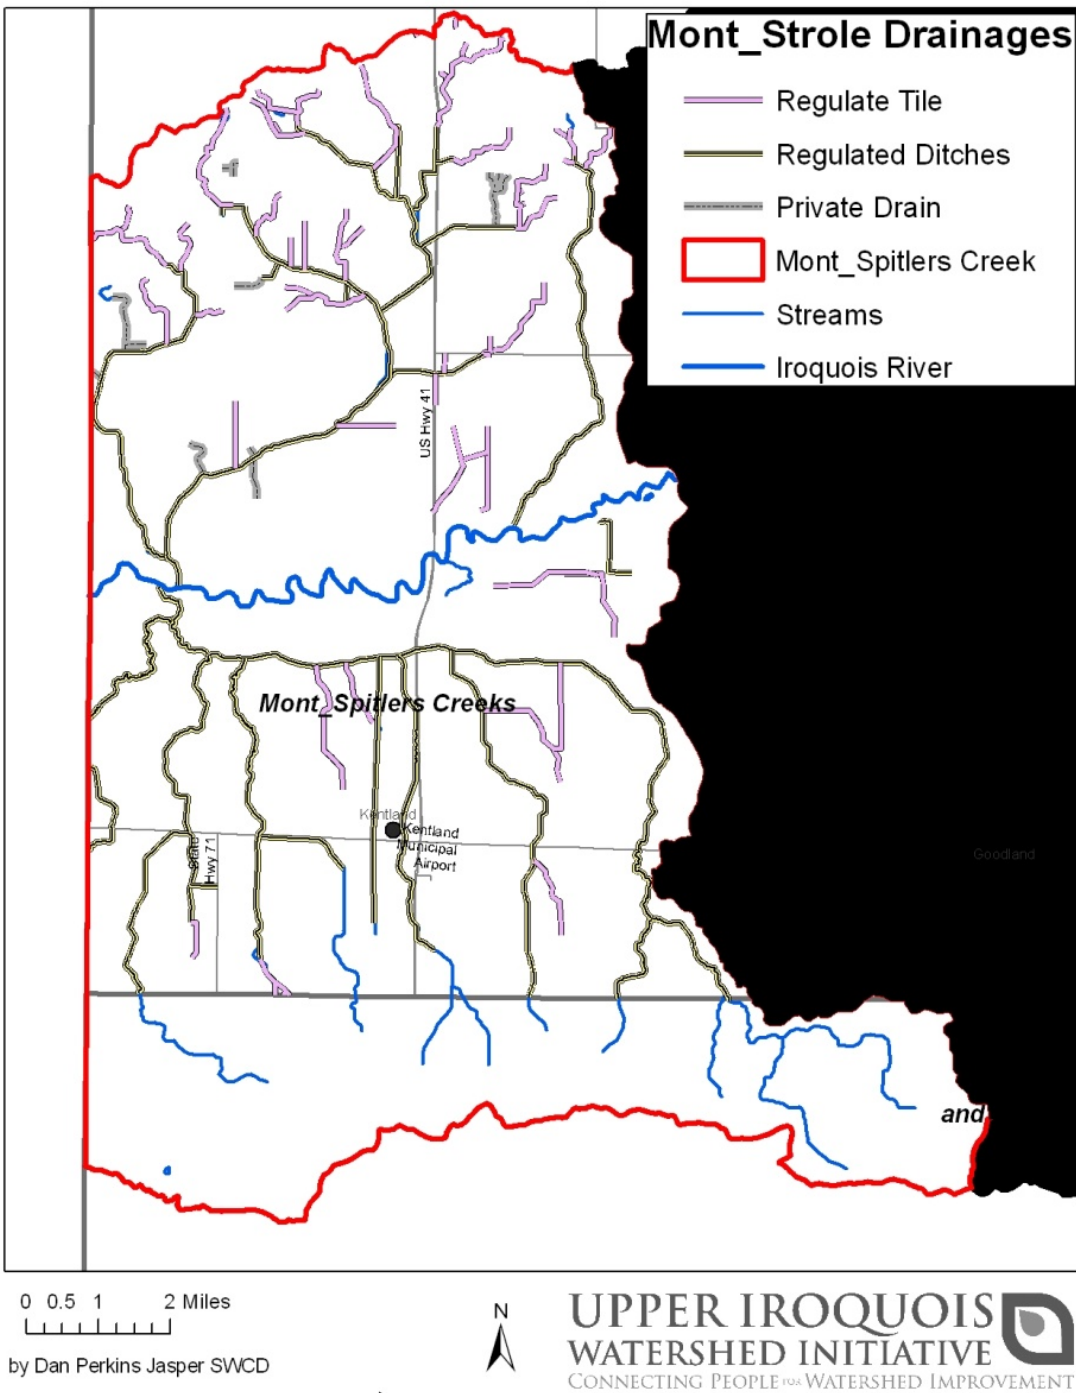 Mont_Strole Drainages
Regulate Tile
Regulated Ditches
Private Drain
Mont_Spitlers Creek
Streams
Iroquois River
US Hwy 41
Mont_Spitlers Creeks
Kentland
Kentland
Municipal
Airport
State
Hwy 71
Goodland
and
0 0.5 1 2 Miles
N
by Dan Perkins Jasper SWCD
UPPER IROQUOIS
WATERSHED INITIATIVE
CONNECTING PEOPLE FOR WATERSHED IMPROVEMENT